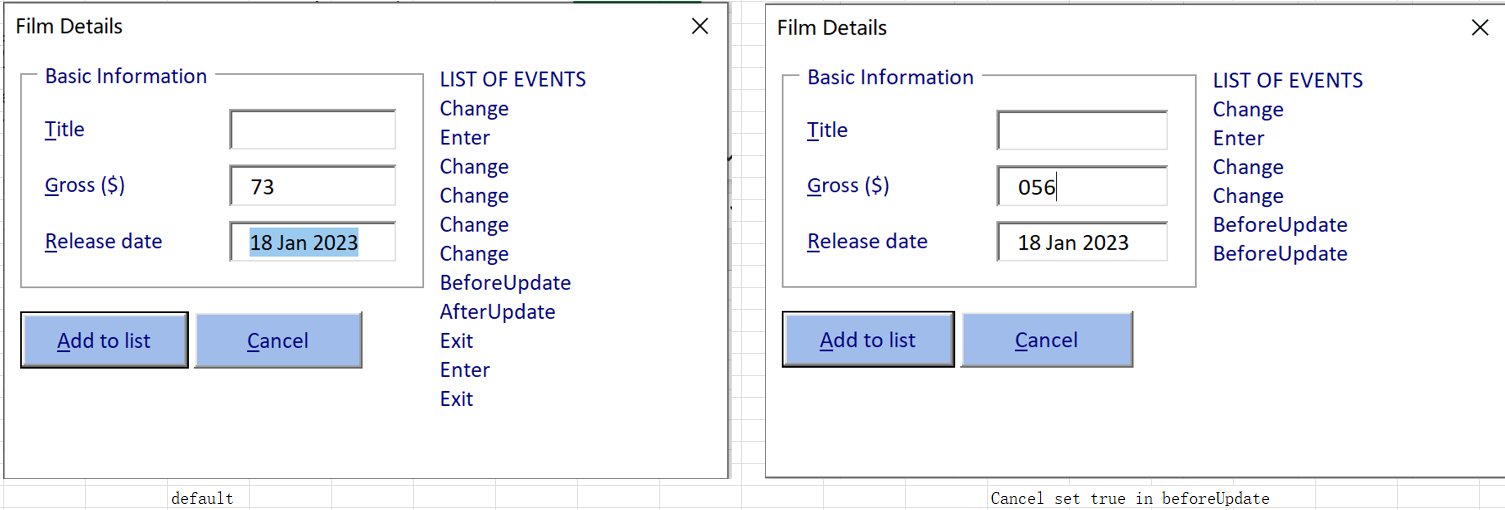 Film Details
Basic Information
Title
Gross ($)
73
Release date
18 Jan 2023
Add to list
Cancel
LIST OF EVENTS
Change
Enter
Change
Change
Change
Change
BeforeUpdate
AfterUpdate
Exit
Enter
Exit
default
Film Details
Basic Information
Title
Gross ($)
056
Release date
18 Jan 2023
Add to list
Cancel
LIST OF EVENTS
Change
Enter
Change
Change
BeforeUpdate
BeforeUpdate
Cancel set true in beforeUpdate